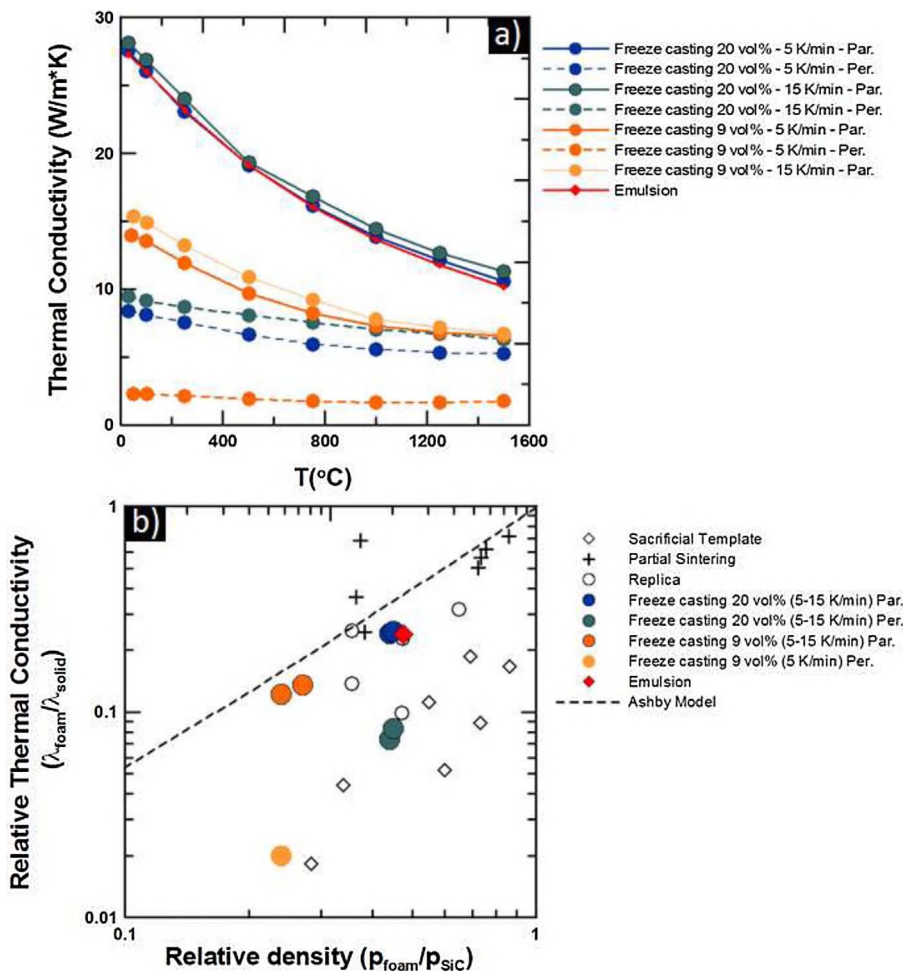 a)
30
20
10
0
Thermal Conductivity (W/m*K)
0 400 800 1200 1600
T(°C)
Freeze casting 20 vol% - 5 K/min - Par.
Freeze casting 20 vol% - 5 K/min - Per.
Freeze casting 20 vol% - 15 K/min - Par.
Freeze casting 20 vol% - 15 K/min - Per.
Freeze casting 9 vol% - 5 K/min - Par.
Freeze casting 9 vol% - 5 K/min - Per.
Freeze casting 9 vol% - 15 K/min - Par.
Emulsion
b)
1
0.1
0.01
Relative Thermal Conductivity
(λfoam/λsolid)
0.1 1
Relative density (pfoam/pSiC)
Sacrificial Template
Partial Sintering
Replica
Freeze casting 20 vol% (5-15 K/min) Par.
Freeze casting 20 vol% (5-15 K/min) Per.
Freeze casting 9 vol% (5-15 K/min) Par.
Freeze casting 9 vol% (5 K/min) Per.
Emulsion
Ashby Model